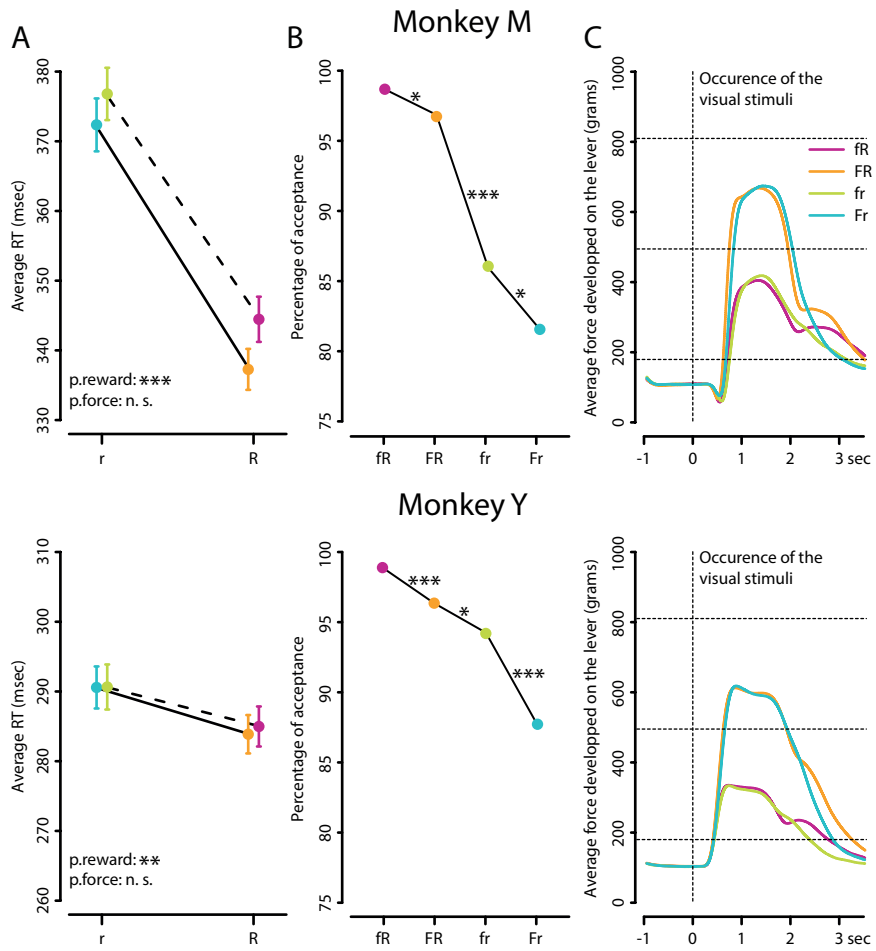 A
B
Monkey M
C
Average RT (msec)
380
370
360
350
340
330
p.reward: ***
p.force: n. s.
r
R
Percentage of acceptance
100
95
90
85
80
75
*
***
*
fR
FR
fr
Fr
Average force developped on the lever (grams)
1000
800
600
400
200
0
Occurence of the
visual stimuli
fR
FR
fr
Fr
-1
0
1
2
3 sec
Monkey Y
Average RT (msec)
310
300
290
280
270
260
p.reward: **
p.force: n. s.
r
R
Percentage of acceptance
100
95
90
85
80
75
***
*
***
fR
FR
fr
Fr
Average force developped on the lever (grams)
1000
800
600
400
200
0
Occurence of the
visual stimuli
-1
0
1
2
3 sec